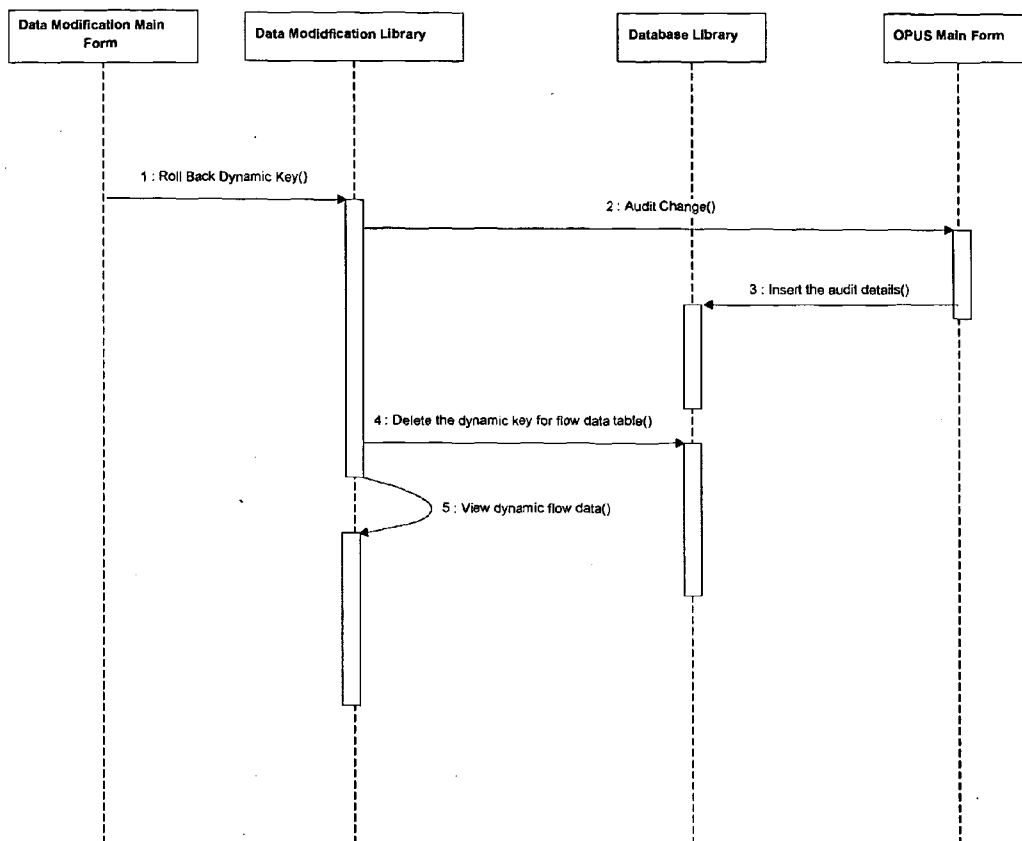 Data Modification Main
Form
Data Modidfication Library
Database Library
OPUS Main Form
1 : Roll Back Dynamic Key()
2 : Audit Change()
3 : Insert the audit details()
4 : Delete the dynamic key for flow data table()
5 : View dynamic flow data()